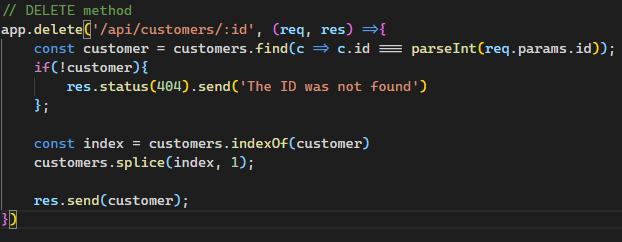 // DELETE method
app.delete('/api/customers/:id', (req, res) =>{
    const customer = customers.find(c => c.id === parseInt(req.params.id));
    if(!customer){
        res.status(404).send('The ID was not found')
    };

    const index = customers.indexOf(customer)
    customers.splice(index, 1);

    res.send(customer);
})